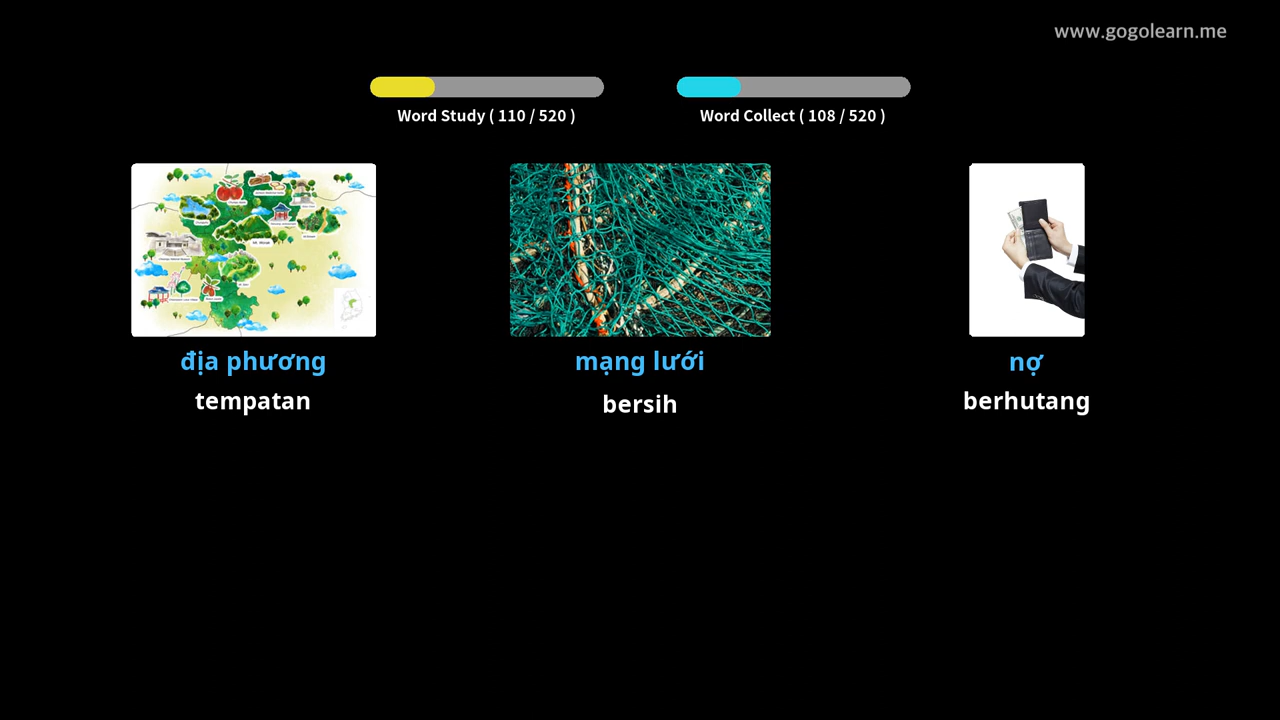 www.gogolearn.me
Word Study ( 110 / 520 )
Word Collect ( 108 / 520 )
địa phương
mạng lưới
nợ
tempatan
bersih
berhutang